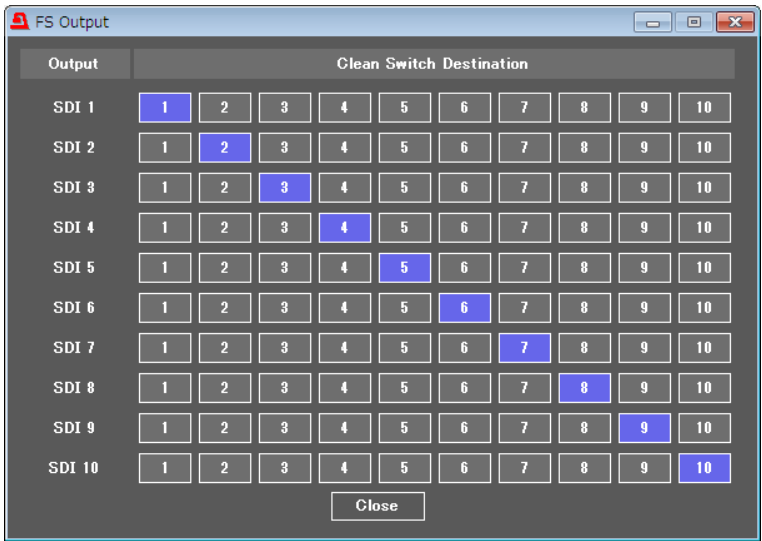 FS Output
Output Clean Switch Destination
SDI 1 1 2 3 4 5 6 7 8 9 10
SDI 2 1 2 3 4 5 6 7 8 9 10
SDI 3 1 2 3 4 5 6 7 8 9 10
SDI 4 1 2 3 4 5 6 7 8 9 10
SDI 5 1 2 3 4 5 6 7 8 9 10
SDI 6 1 2 3 4 5 6 7 8 9 10
SDI 7 1 2 3 4 5 6 7 8 9 10
SDI 8 1 2 3 4 5 6 7 8 9 10
SDI 9 1 2 3 4 5 6 7 8 9 10
SDI 10 1 2 3 4 5 6 7 8 9 10
Close